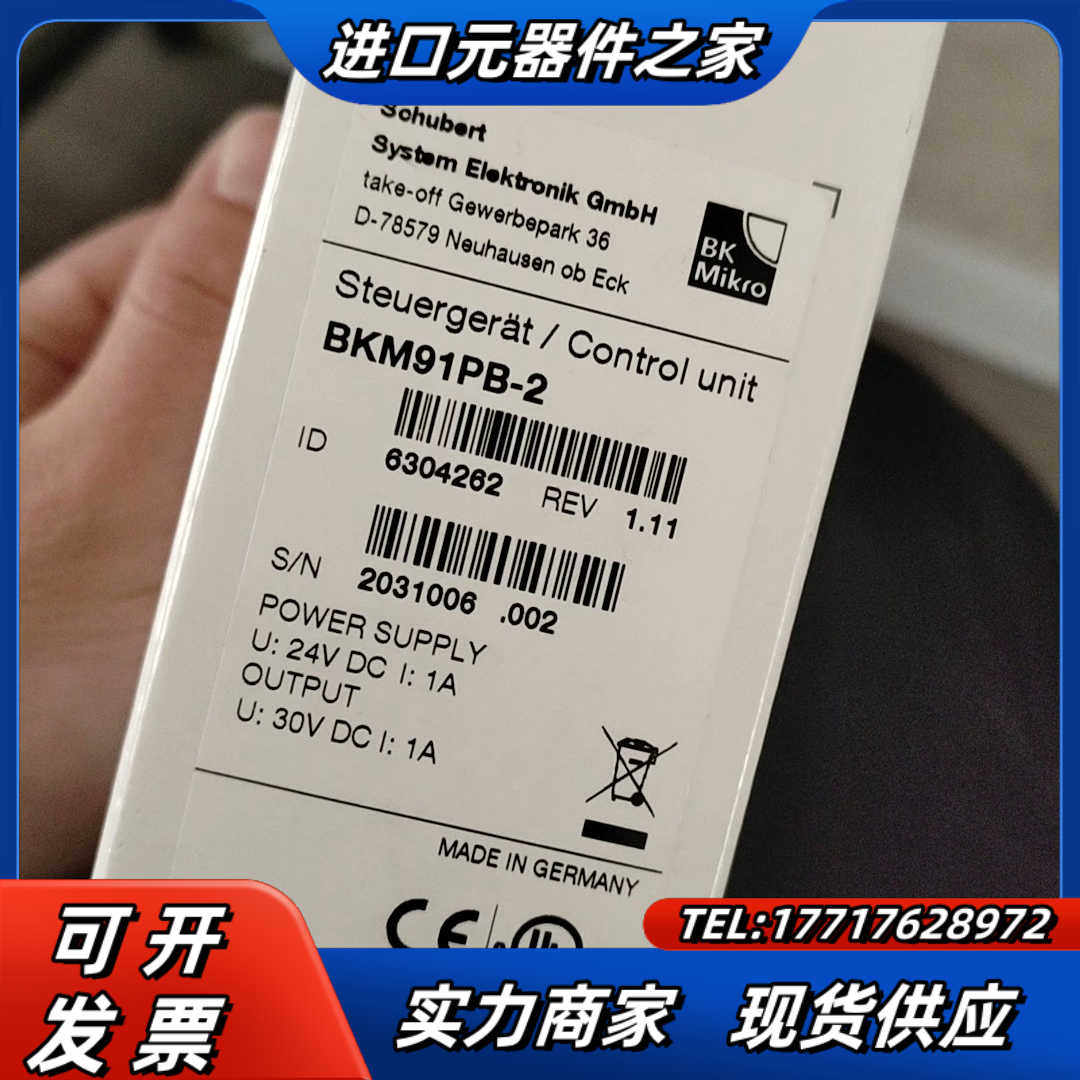 进口元器件之家
Schubert
System Elektronik GmbH
take-off Gewerbepark 36
D-78579 Neuhausen ob Eck
BK
Mikro
Steuergerät / Control unit
BKM91PB-2
ID
6304262 REV 1.11
S/N
2031006 .002
POWER SUPPLY
U: 24V DC I: 1A
OUTPUT
U: 30V DC I: 1A
MADE IN GERMANY
CE
UL
TEL:17717628972
可开
发票
实力商家 现货供应